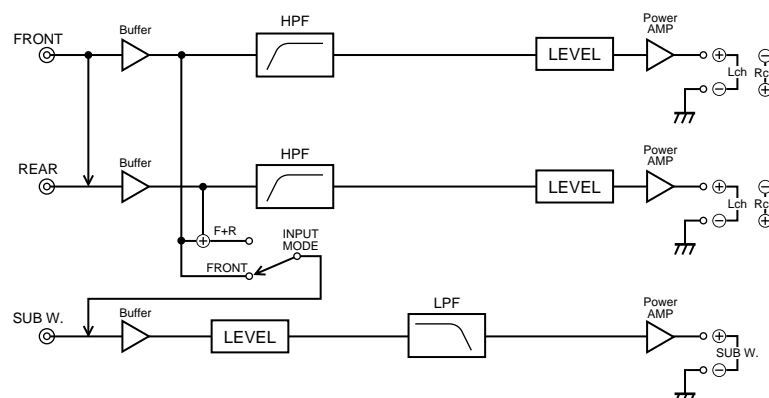 FRONT
Buffer
HPF
LEVEL
Power
AMP
Lch
REAR
Buffer
HPF
LEVEL
Power
AMP
Lch
F+R
INPUT
MODE
FRONT
SUB W.
Buffer
LEVEL
LPF
Power
AMP
SUB W.